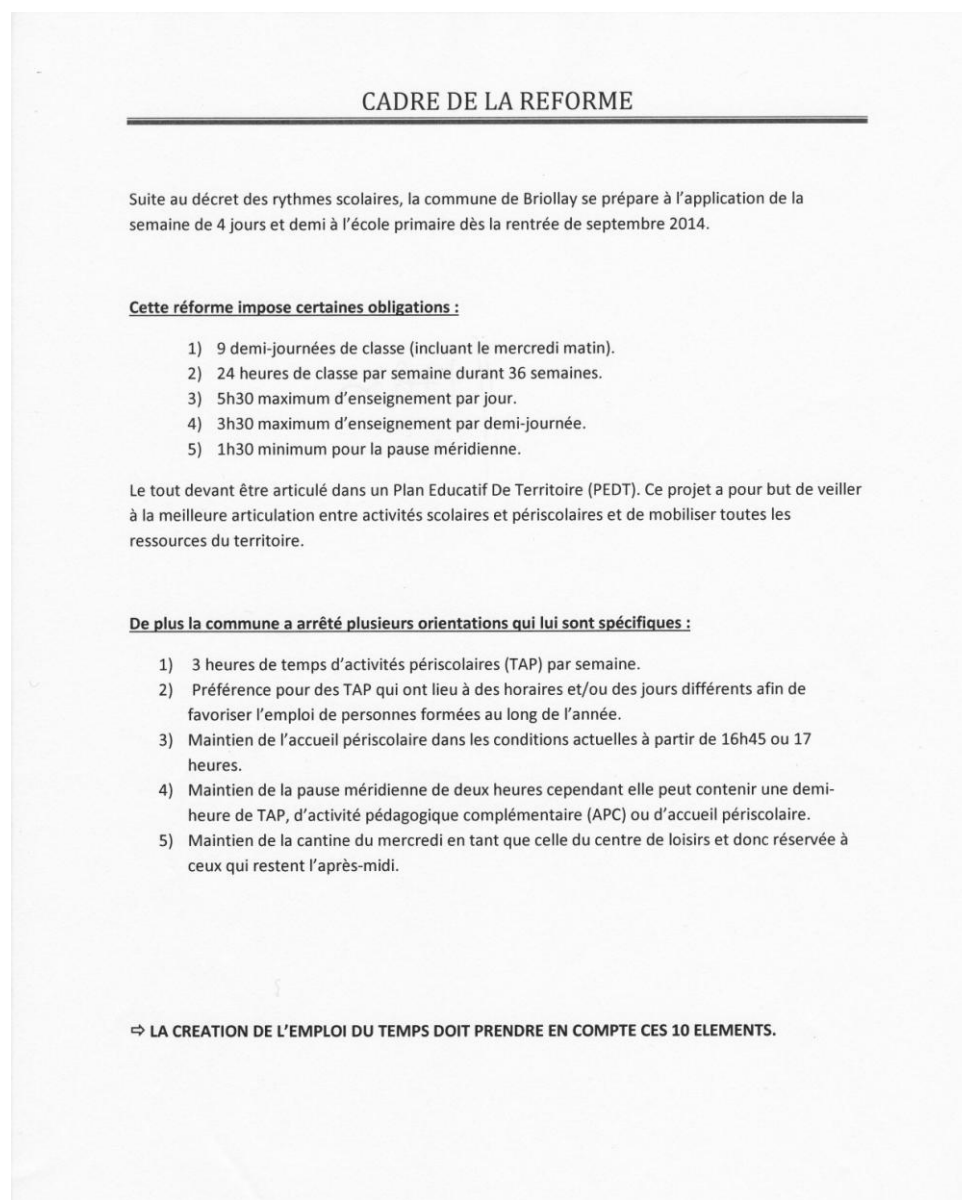 CADRE DE LA REFORME
Suite au décret des rythmes scolaires, la commune de Briollay se prépare à l'application de la
semaine de 4 jours et demi à l'école primaire dès la rentrée de septembre 2014.
Cette réforme impose certaines obligations :
1) 9 demi-journées de classe (incluant le mercredi matin).
2) 24 heures de classe par semaine durant 36 semaines.
3) 5h30 maximum d'enseignement par jour.
4) 3h30 maximum d'enseignement par demi-journée.
5) 1h30 minimum pour la pause méridienne.
Le tout devant être articulé dans un Plan Educatif De Territoire (PEDT). Ce projet a pour but de veiller
à la meilleure articulation entre activités scolaires et périscolaires et de mobiliser toutes les
ressources du territoire.
De plus la commune a arrêté plusieurs orientations qui lui sont spécifiques :
1) 3 heures de temps d'activités périscolaires (TAP) par semaine.
2) Préférence pour des TAP qui ont lieu à des horaires et/ou des jours différents afin de
favoriser l'emploi de personnes formées au long de l'année.
3) Maintien de l'accueil périscolaire dans les conditions actuelles à partir de 16h45 ou 17
heures.
4) Maintien de la pause méridienne de deux heures cependant elle peut contenir une demi-
heure de TAP, d'activité pédagogique complémentaire (APC) ou d'accueil périscolaire.
5) Maintien de la cantine du mercredi en tant que celle du centre de loisirs et donc réservée à
ceux qui restent l'après-midi.
⇨ LA CREATION DE L'EMPLOI DU TEMPS DOIT PRENDRE EN COMPTE CES 10 ELEMENTS.